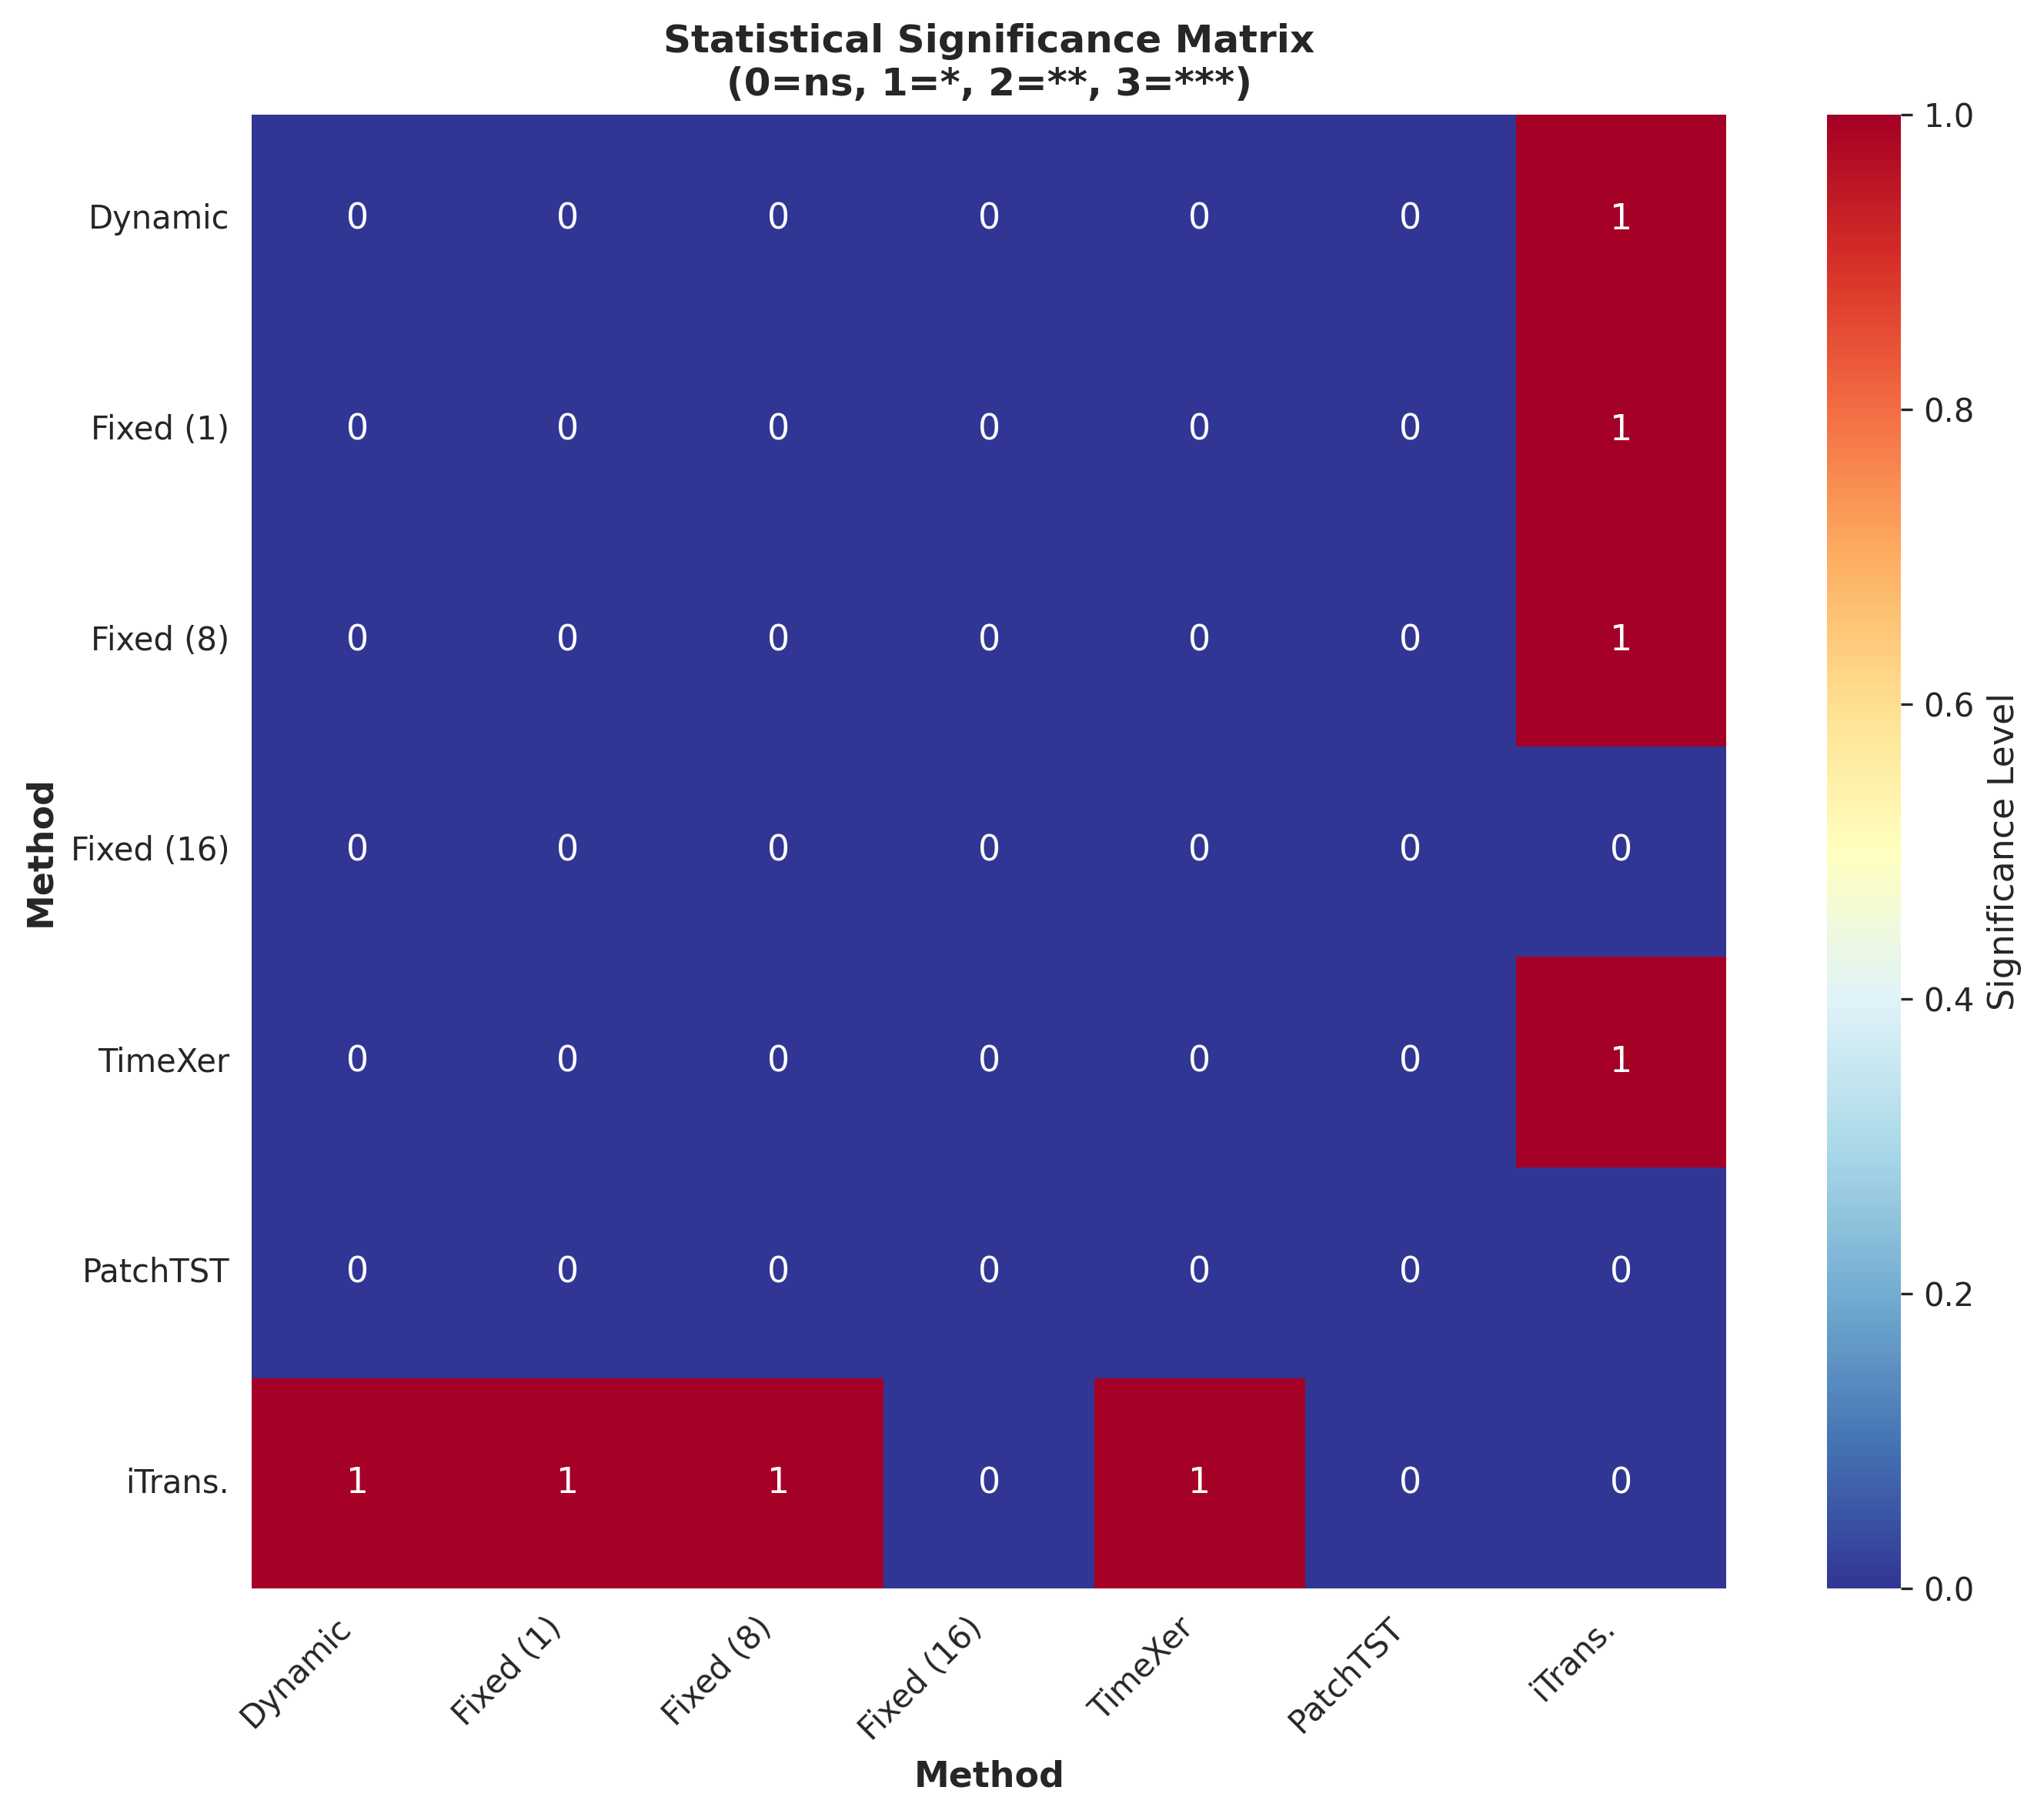 Statistical Significance Matrix
(0=ns, 1=*, 2=**, 3=***)
Method
Dynamic 0 0 0 0 0 0 1
Fixed (1) 0 0 0 0 0 0 1
Fixed (8) 0 0 0 0 0 0 1
Fixed (16) 0 0 0 0 0 0 0
TimeXer 0 0 0 0 0 0 1
PatchTST 0 0 0 0 0 0 0
iTrans. 1 1 1 0 1 0 0
Dynamic Fixed (1) Fixed (8) Fixed (16) TimeXer PatchTST iTrans.
Method
1.0
0.8
0.6
0.4
0.2
0.0
Significance Level